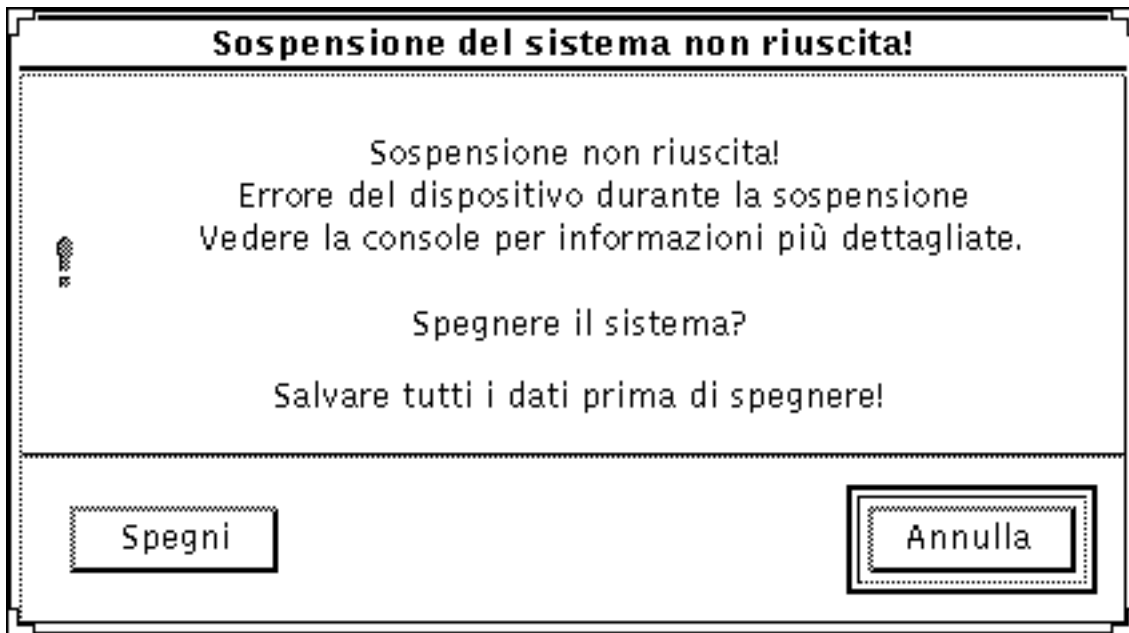 Sospensione del sistema non riuscita!
Sospensione non riuscita!
Errore del dispositivo durante la sospensione
Vedere la console per informazioni più dettagliate.
Spegnere il sistema?
Salvare tutti i dati prima di spegnere!
Spegni
Annulla